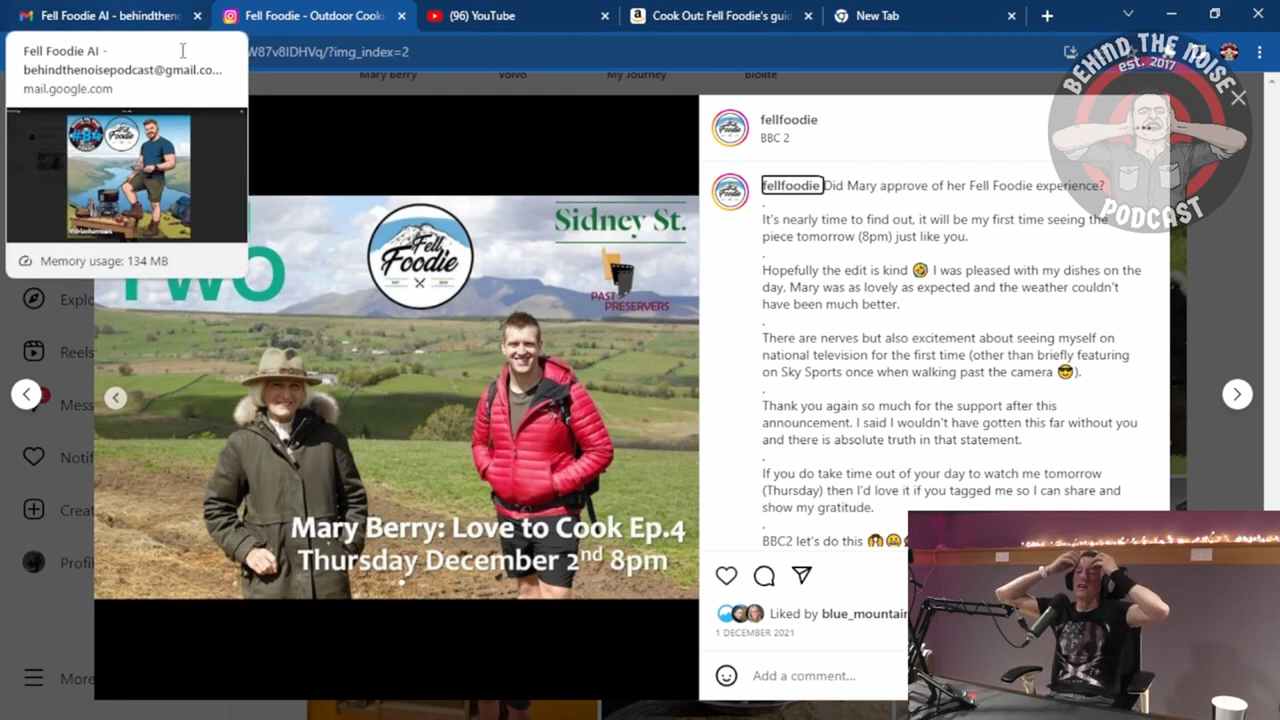 Fell Foodie AI - behindthenc
Fell Foodie - Outdoor Cooki
(96) YouTube
Cook Out: Fell Foodie's guid
New Tab
W87v8IDHVq/?img_index=2
Fell Foodie AI -
behindthenoisepodcast@gmail.co...
mail.google.com
#84
Fell Foodie
Memory usage: 134 MB
Mary Berry
Volvo
My Journey
Biolite
BEHIND THE NOISE
est. 2017
PODCAST
Explo
Reels
Mess
Notif
Creat
Profil
More
TWO
Fell Foodie
Sidney St.
PAST
PRESERVERS
Mary Berry: Love to Cook Ep.4
Thursday December 2nd 8pm
fellfoodie
BBC 2
fellfoodie Did Mary approve of her Fell Foodie experience?
.
It's nearly time to find out, it will be my first time seeing the
piece tomorrow (8pm) just like you.
.
Hopefully the edit is kind 🤣 I was pleased with my dishes on the
day, Mary was as lovely as expected and the weather couldn't
have been much better.
.
There are nerves but also excitement about seeing myself on
national television for the first time (other than briefly featuring
on Sky Sports once when walking past the camera 😎).
.
Thank you again so much for the support after this
announcement. I said I wouldn't have gotten this far without you
and there is absolute truth in that statement.
.
If you do take time out of your day to watch me tomorrow
(Thursday) then I'd love it if you tagged me so I can share and
show my gratitude.
.
BBC2 let's do this
Liked by blue_mountain
1 DECEMBER 2021
Add a comment...